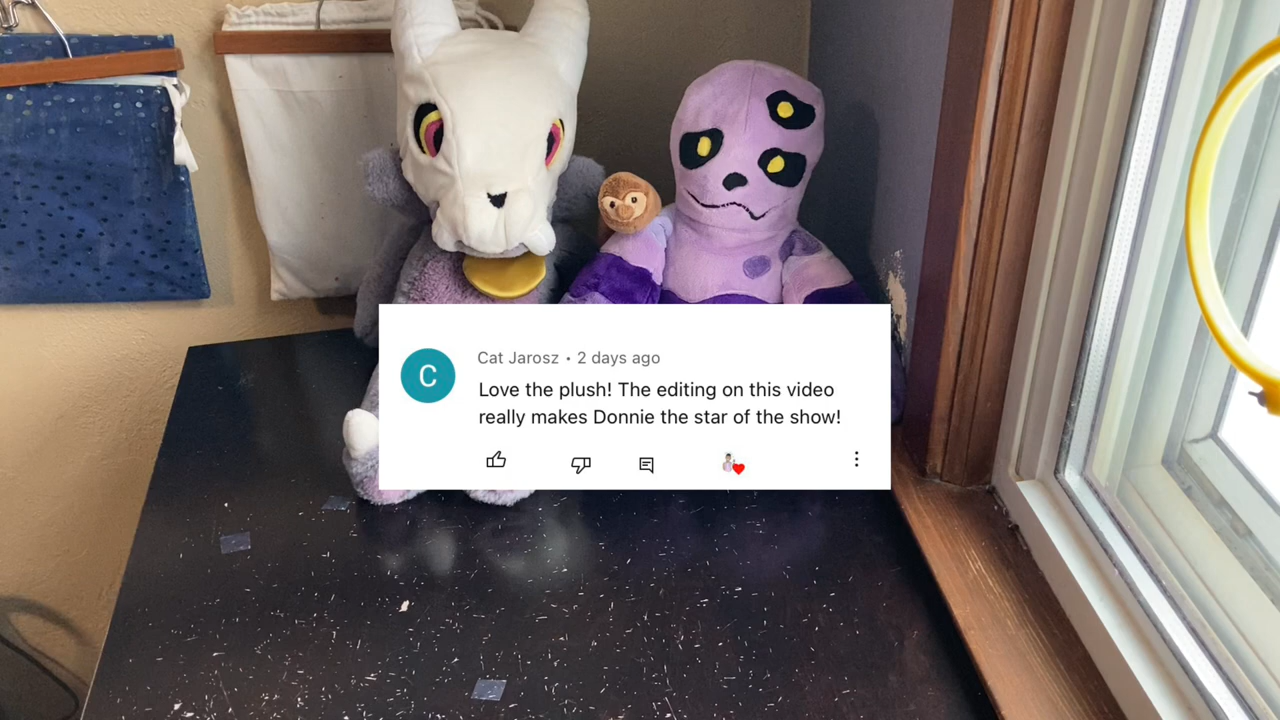 Cat Jarosz • 2 days ago
Love the plush! The editing on this video
really makes Donnie the star of the show!
C